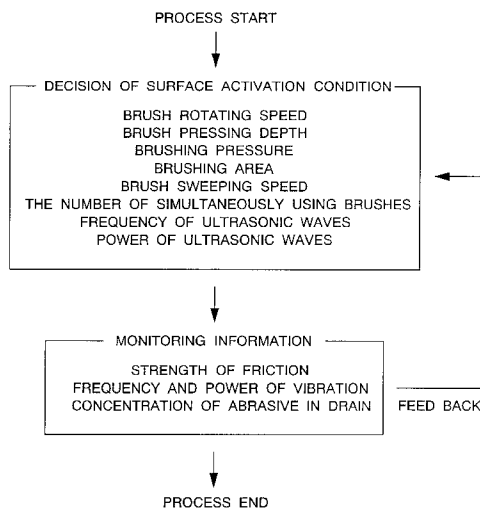 PROCESS START
DECISION OF SURFACE ACTIVATION CONDITION
BRUSH ROTATING SPEED
BRUSH PRESSING DEPTH
BRUSHING PRESSURE
BRUSHING AREA
BRUSH SWEEPING SPEED
THE NUMBER OF SIMULTANEOUSLY USING BRUSHES
FREQUENCY OF ULTRASONIC WAVES
POWER OF ULTRASONIC WAVES
MONITORING INFORMATION
STRENGTH OF FRICTION
FREQUENCY AND POWER OF VIBRATION
CONCENTRATION OF ABRASIVE IN DRAIN
FEED BACK
PROCESS END